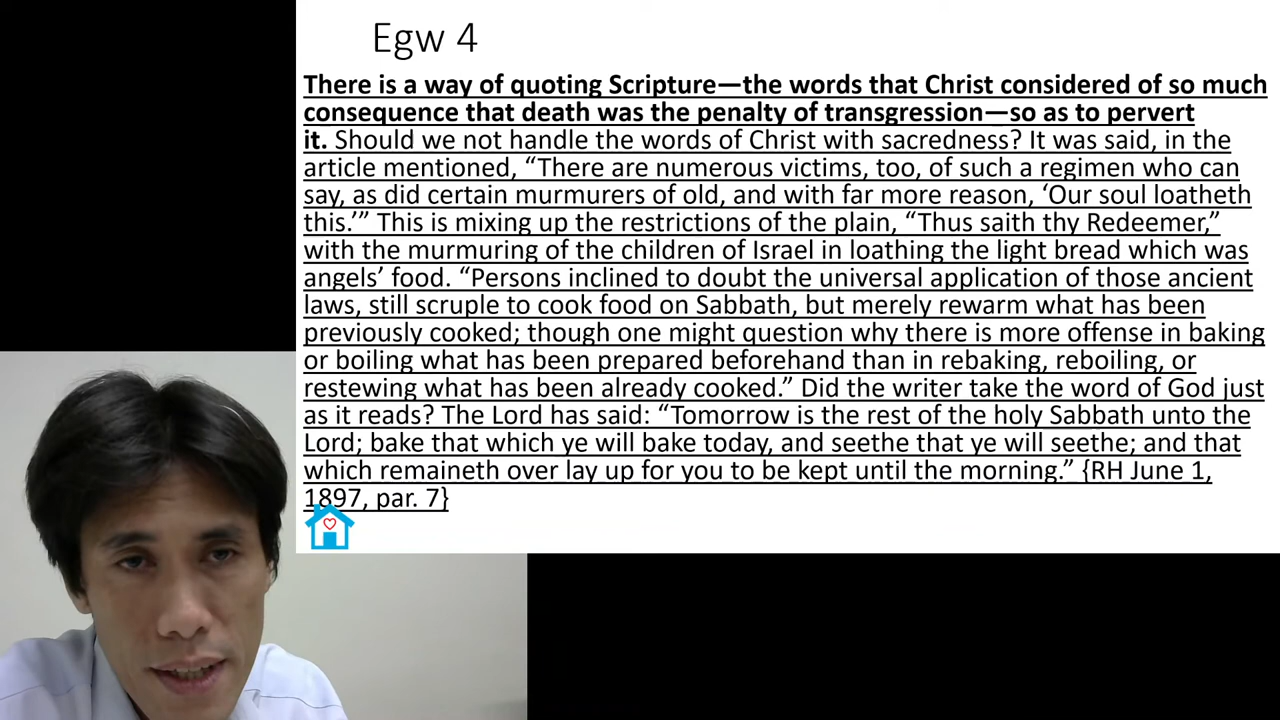 Egw 4
There is a way of quoting Scripture—the words that Christ considered of so much
consequence that death was the penalty of transgression—so as to pervert
it. Should we not handle the words of Christ with sacredness? It was said, in the
article mentioned, “There are numerous victims, too, of such a regimen who can
say, as did certain murmurers of old, and with far more reason, ‘Our soul loatheth
this.’” This is mixing up the restrictions of the plain, “Thus saith thy Redeemer,”
with the murmuring of the children of Israel in loathing the light bread which was
angels’ food. “Persons inclined to doubt the universal application of those ancient
laws, still scruple to cook food on Sabbath, but merely rewarm what has been
previously cooked; though one might question why there is more offense in baking
or boiling what has been prepared beforehand than in rebaking, reboiling, or
restewing what has been already cooked.” Did the writer take the word of God just
as it reads? The Lord has said: “Tomorrow is the rest of the holy Sabbath unto the
Lord; bake that which ye will bake today, and seethe that ye will seethe; and that
which remaineth over lay up for you to be kept until the morning.” {RH June 1,
1897, par. 7}